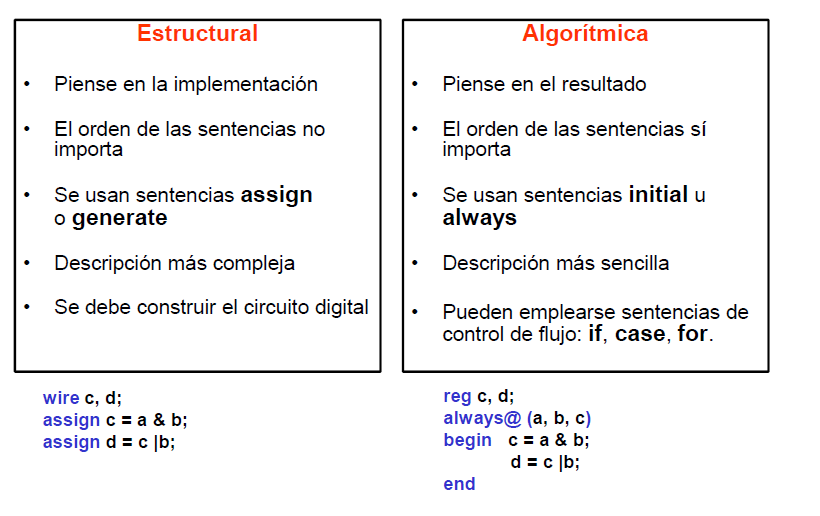 Estructural
• Piense en la implementación
• El orden de las sentencias no
importa
• Se usan sentencias assign
o generate
• Descripción más compleja
• Se debe construir el circuito digital
wire c, d;
assign c = a & b;
assign d = c |b;
Algorítmica
• Piense en el resultado
• El orden de las sentencias sí
importa
• Se usan sentencias initial u
always
• Descripción más sencilla
• Pueden emplearse sentencias de
control de flujo: if, case, for.
reg c, d;
always@ (a, b, c)
begin c = a & b;
d = c |b;
end